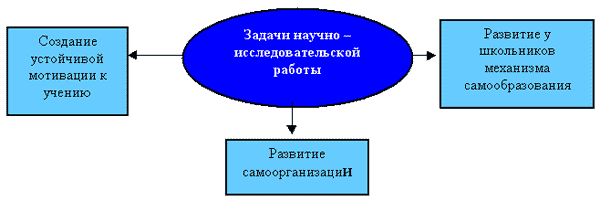 Задачи научно –
исследовательской
работы
Создание
устойчивой
мотивации к
учению
Развитие у
школьников
механизма
самообразования
Развитие
самоорганизации